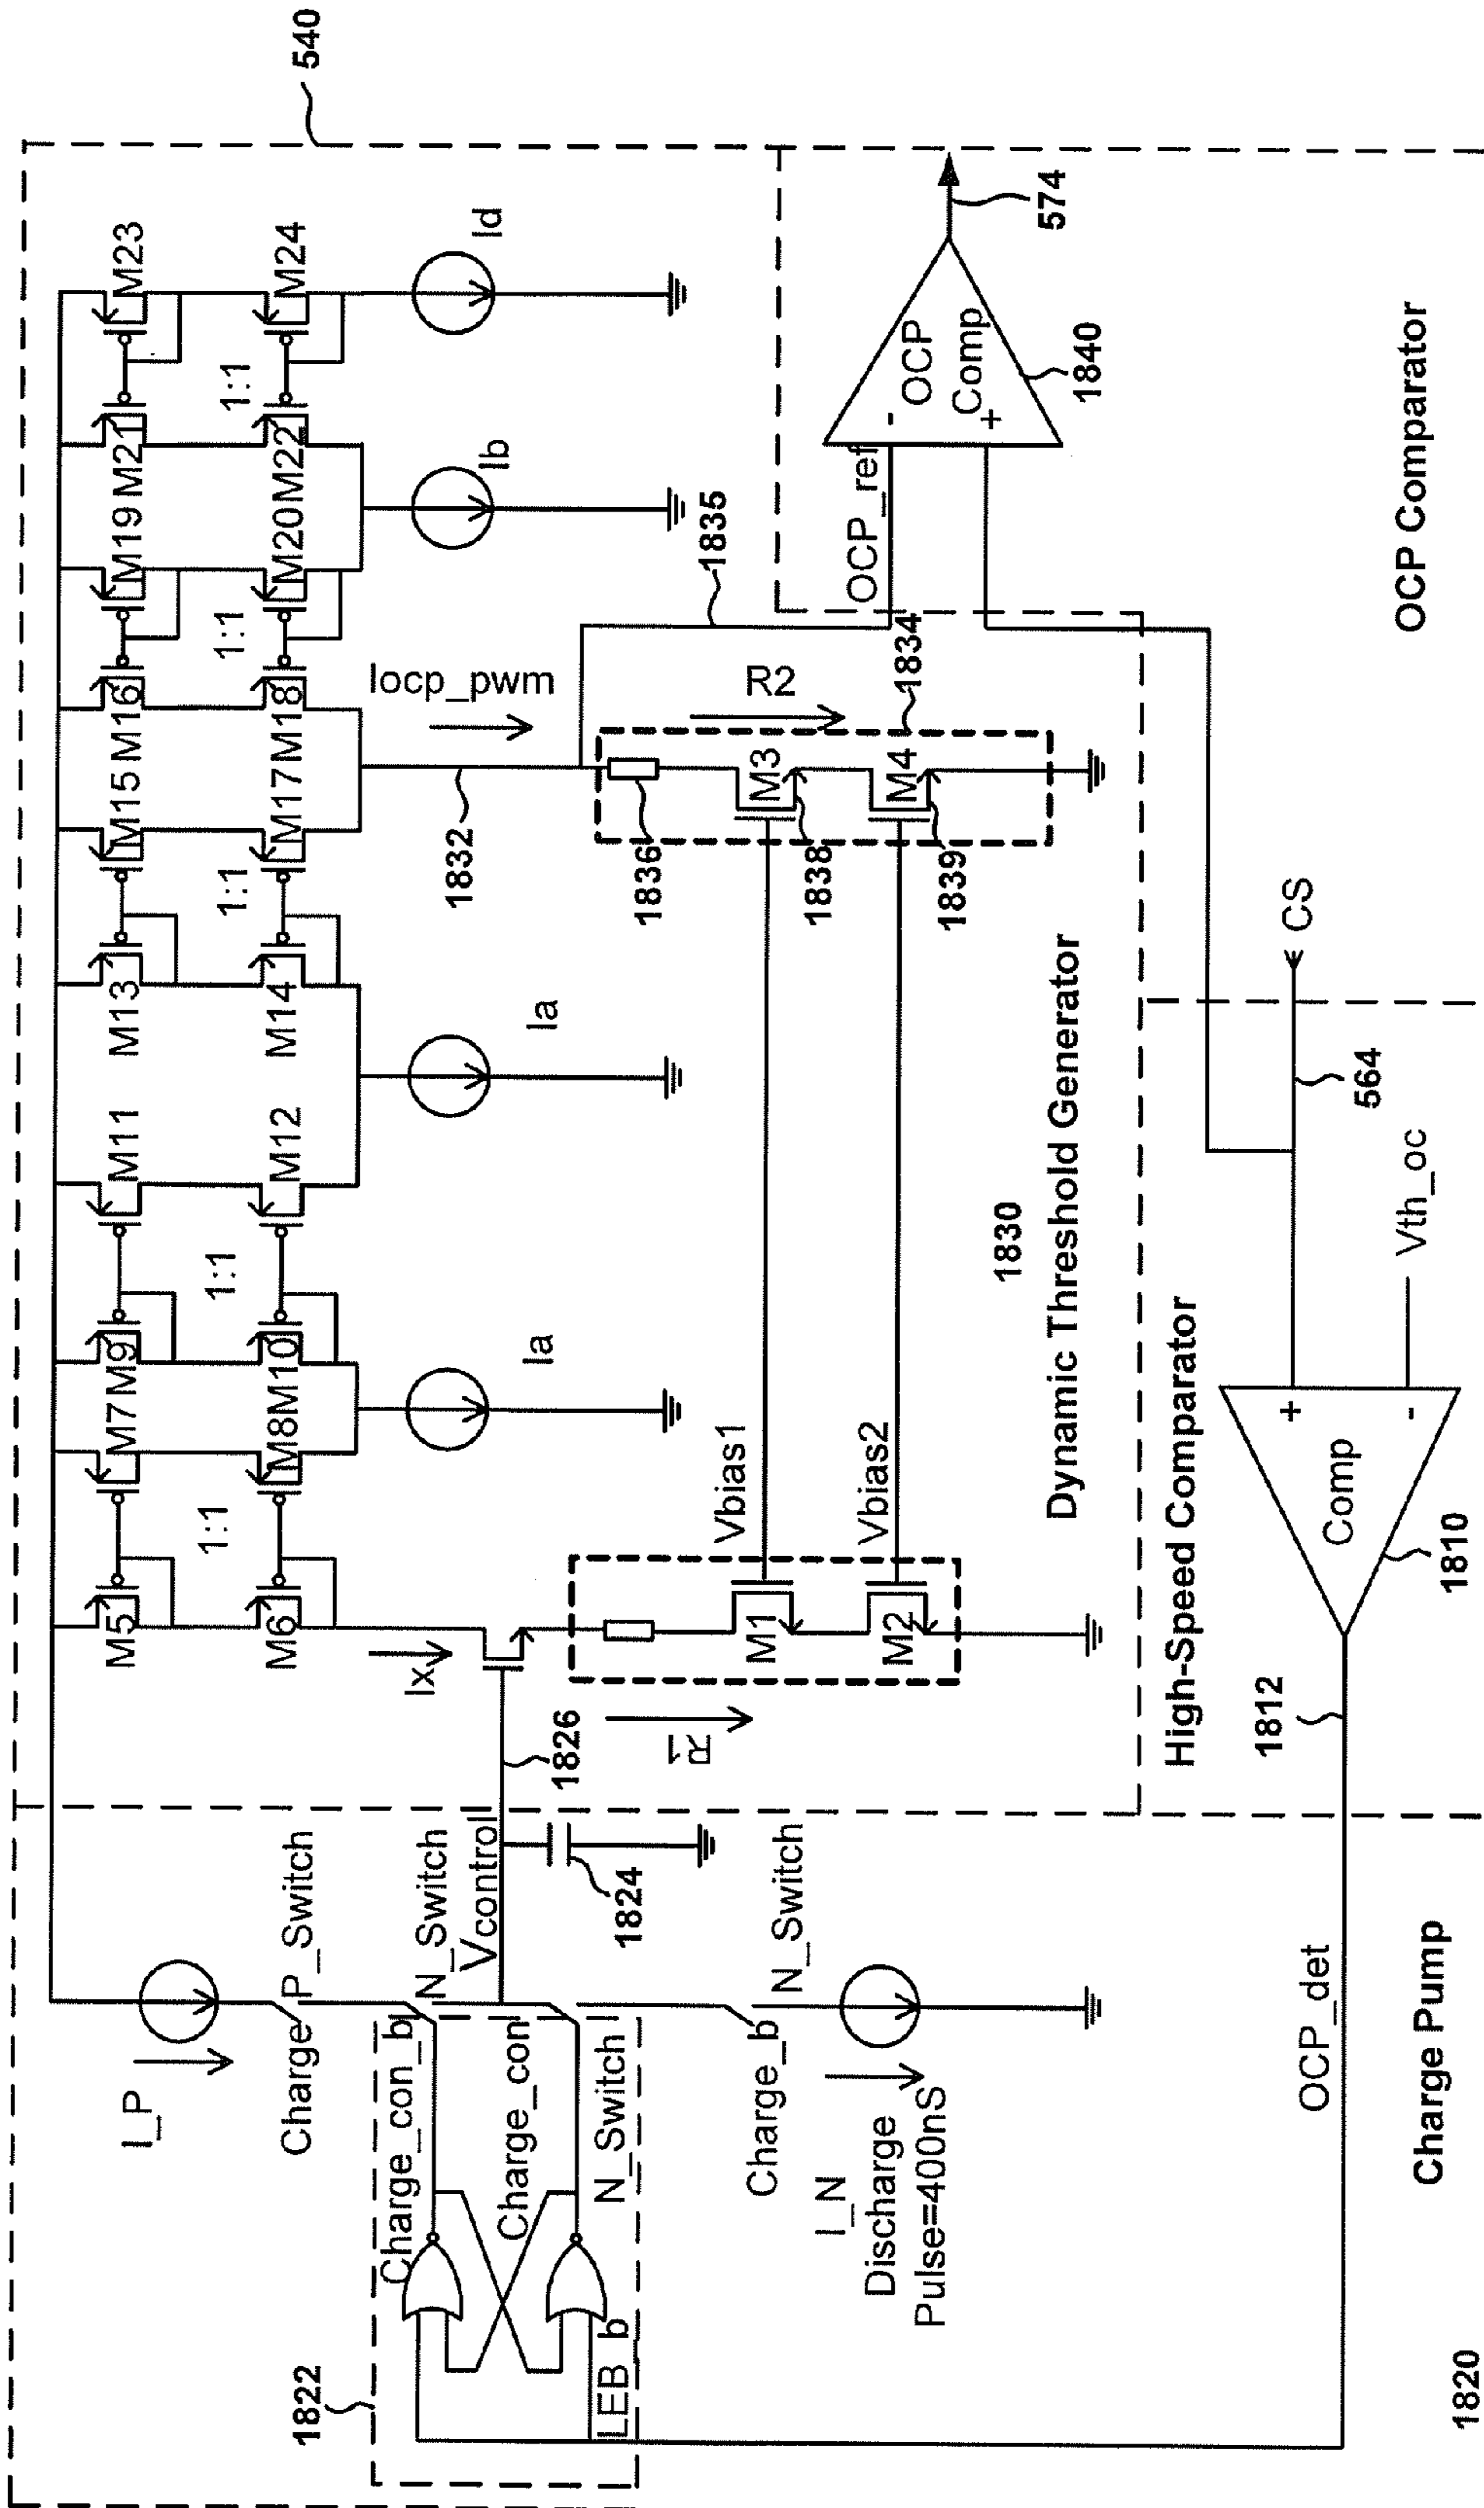 540
M5
M7
M9
M11
M13
M15
M16
M19
M21
M23
1:1
1:1
1:1
1:1
1:1
M6
M8
M10
M12
M14
M17
M18
M20
M22
M24
Ix
Ia
Ia
Iocp_pwm
Ib
Id
1832
1835
I_P
Charge
P_Switch
Charge_con_b
N_Switch
Vcontrol
Charge_con
N_Switch
1822
LEB_b
1824
1826
R1
M1
M2
Vbias1
Vbias2
1836
M3
1838
M4
1839
R2
1834
OCP_ref
-
OCP
Comp
+
1840
574
Charge_b
N_Switch
I_N
Discharge
Pulse=400nS
1830
Dynamic Threshold Generator
High-Speed Comparator
1812
OCP_det
Comp
+
-
1810
Vth_oc
564
CS
OCP Comparator
Charge Pump
1820